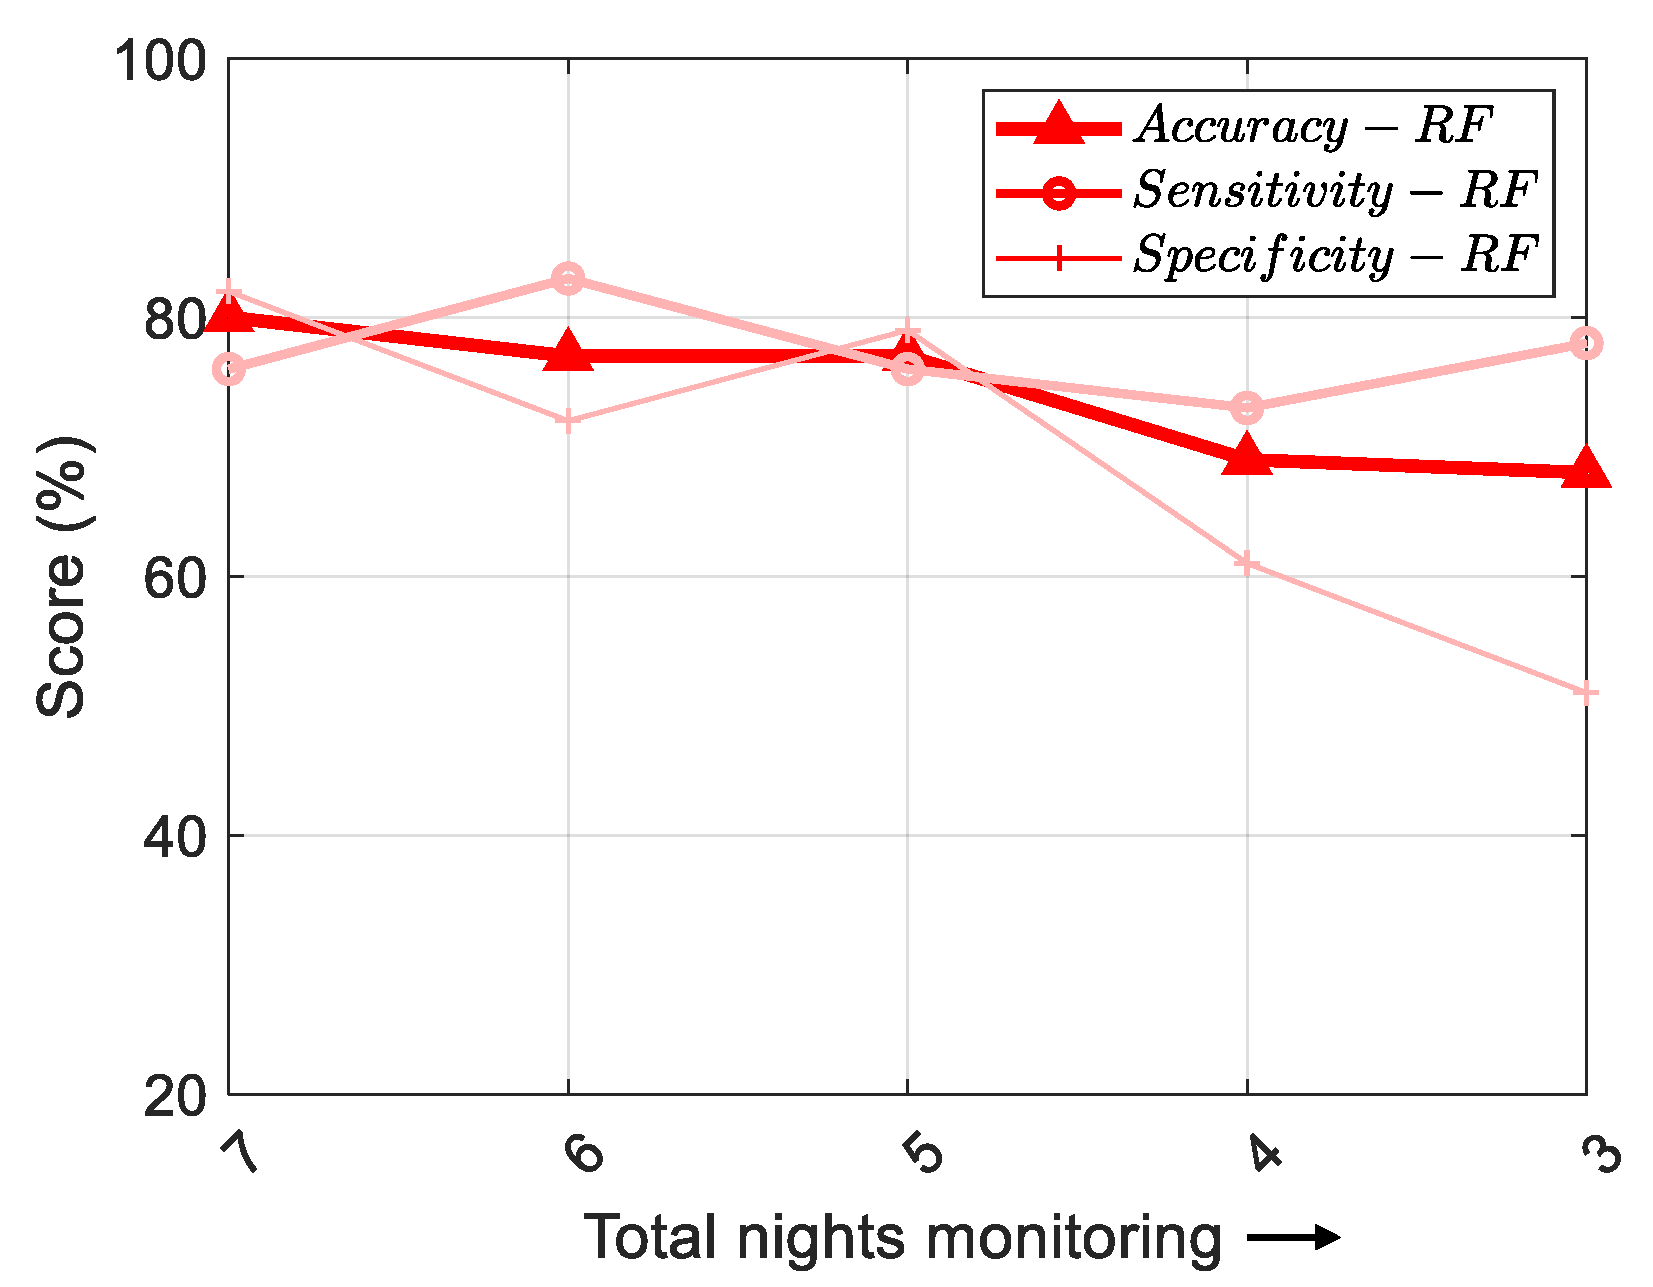 100
80
60
40
20
Score (%)
Accuracy − RF
Sensitivity − RF
Specificity − RF
7 6 5 4 3
Total nights monitoring →